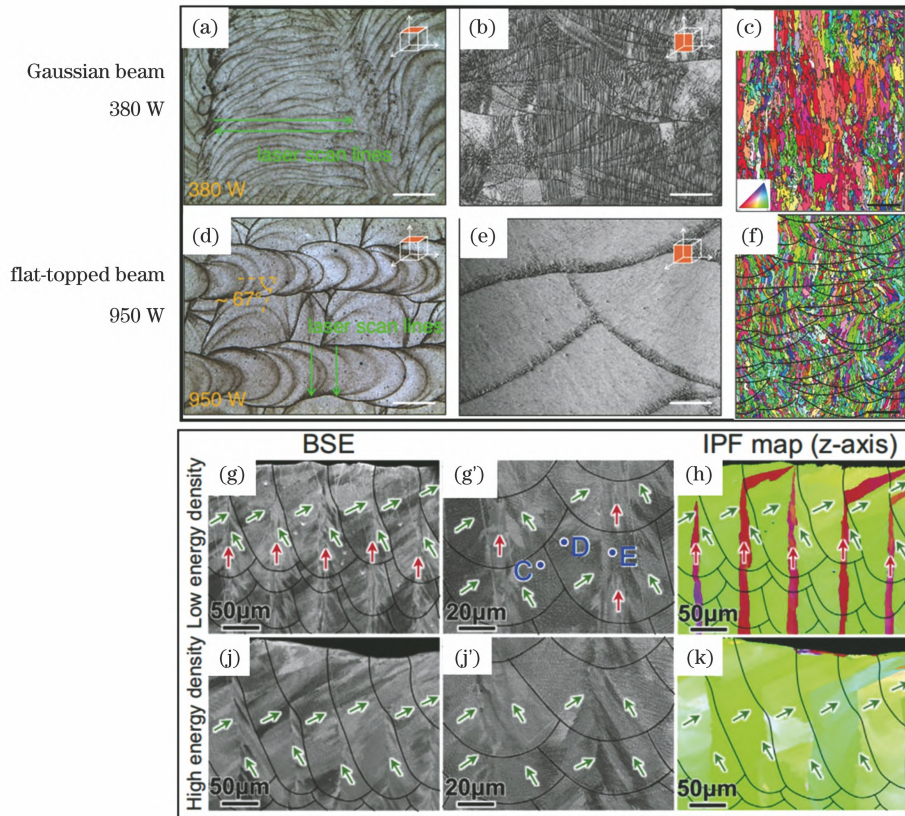 Gaussian beam
380 W
(a)
laser scan lines
380 W
(b)
(c)
flat-topped beam
950 W
(d)
~ 67°
laser scan lines
950 W
(e)
(f)
BSE
IPF map (z-axis)
Low energy density
(g)
50μm
(g')
C
D
E
20μm
(h)
50μm
High energy density
(j)
50μm
(j')
20μm
(k)
50μm